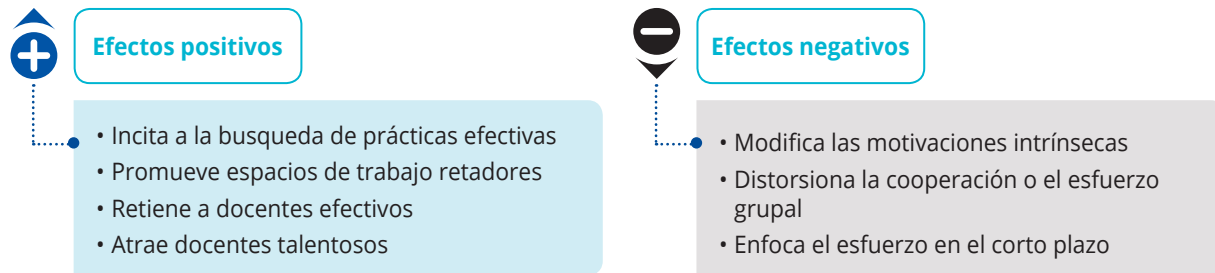 Efectos positivos
• Incita a la busqueda de prácticas efectivas
• Promueve espacios de trabajo retadores
• Retiene a docentes efectivos
• Atrae docentes talentosos
Efectos negativos
• Modifica las motivaciones intrínsecas
• Distorsiona la cooperación o el esfuerzo
grupal
• Enfoca el esfuerzo en el corto plazo